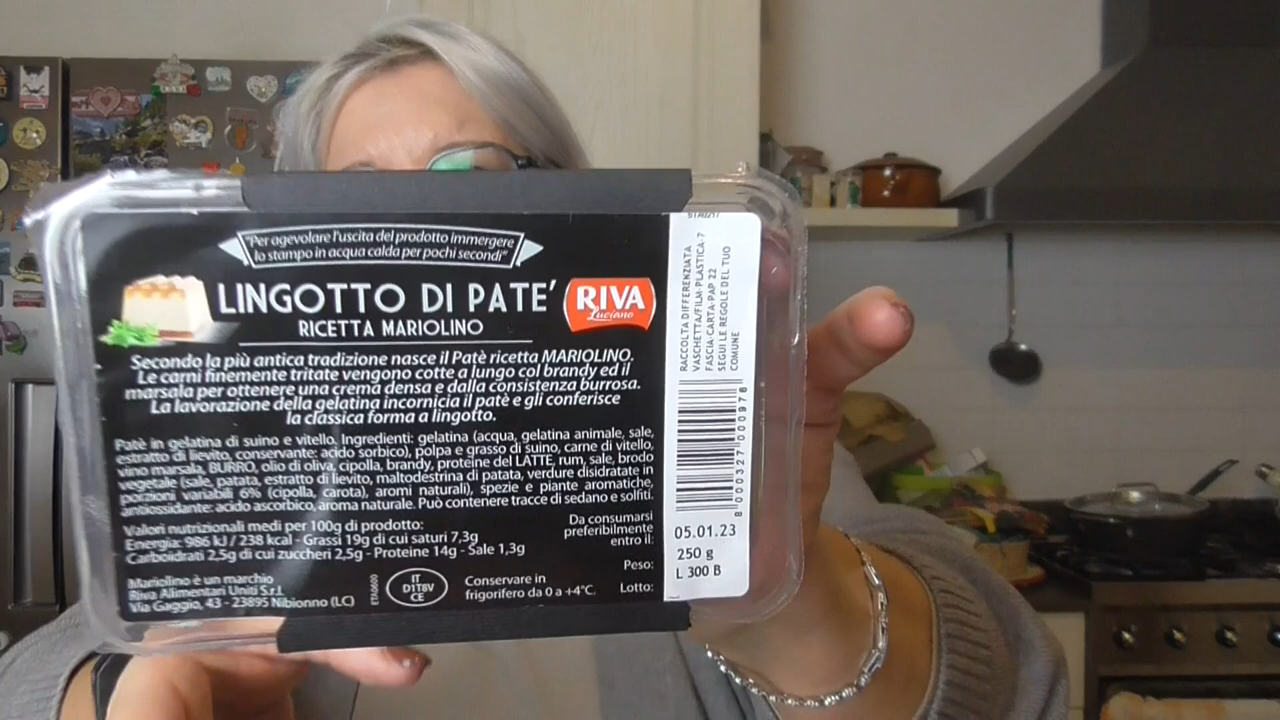 "Per agevolare l'uscita del prodotto immergere
lo stampo in acqua calda per pochi secondi"
LINGOTTO DI PATE'
RICETTA MARIOLINO
RIVA
Luciano
Secondo la più antica tradizione nasce il Patè ricetta MARIOLINO.
Le carni finemente tritate vengono cotte a lungo col brandy ed il
marsala per ottenere una crema densa e dalla consistenza burrosa.
La lavorazione della gelatina incornicia il patè e gli conferisce
la classica forma a lingotto.
Patè in gelatina di suino e vitello. Ingredienti: gelatina (acqua, gelatina animale, sale,
estratto di lievito, conservante: acido sorbico), polpa e grasso di suino, carne di vitello,
vino marsala, BURRO, olio di oliva, cipolla, brandy, proteine del LATTE, rum, sale, brodo
vegetale (sale, patata, estratto di lievito, maltodestrina di patata, verdure disidratate in
porzioni variabili 6% (cipolla, carota), aromi naturali), spezie e piante aromatiche,
antiossidante: acido ascorbico, aroma naturale. Può contenere tracce di sedano e solfiti.
Valori nutrizionali medi per 100g di prodotto:
Energia: 986 kJ / 238 kcal - Grassi 19g di cui saturi 7,3g
Carboidrati 2,5g di cui zuccheri 2,5g - Proteine 14g - Sale 1,3g
Da consumarsi
preferibilmente
entro il:
Peso:
Lotto:
Mariolino è un marchio
Riva Alimentari Uniti S.r.l.
Via Gaggio, 43 - 23895 Nibionno (LC)
ETA0600
IT
D1T8V
CE
Conservare in
frigorifero da 0 a +4°C.
RACCOLTA DIFFERENZIATA
VASCHETTA/FILM-PLASTICA-7
FASCIA-CARTA-PAP 22
SEGUI LE REGOLE DEL TUO
COMUNE
8 000327 000976
05.01.23
250 g
L 300 B